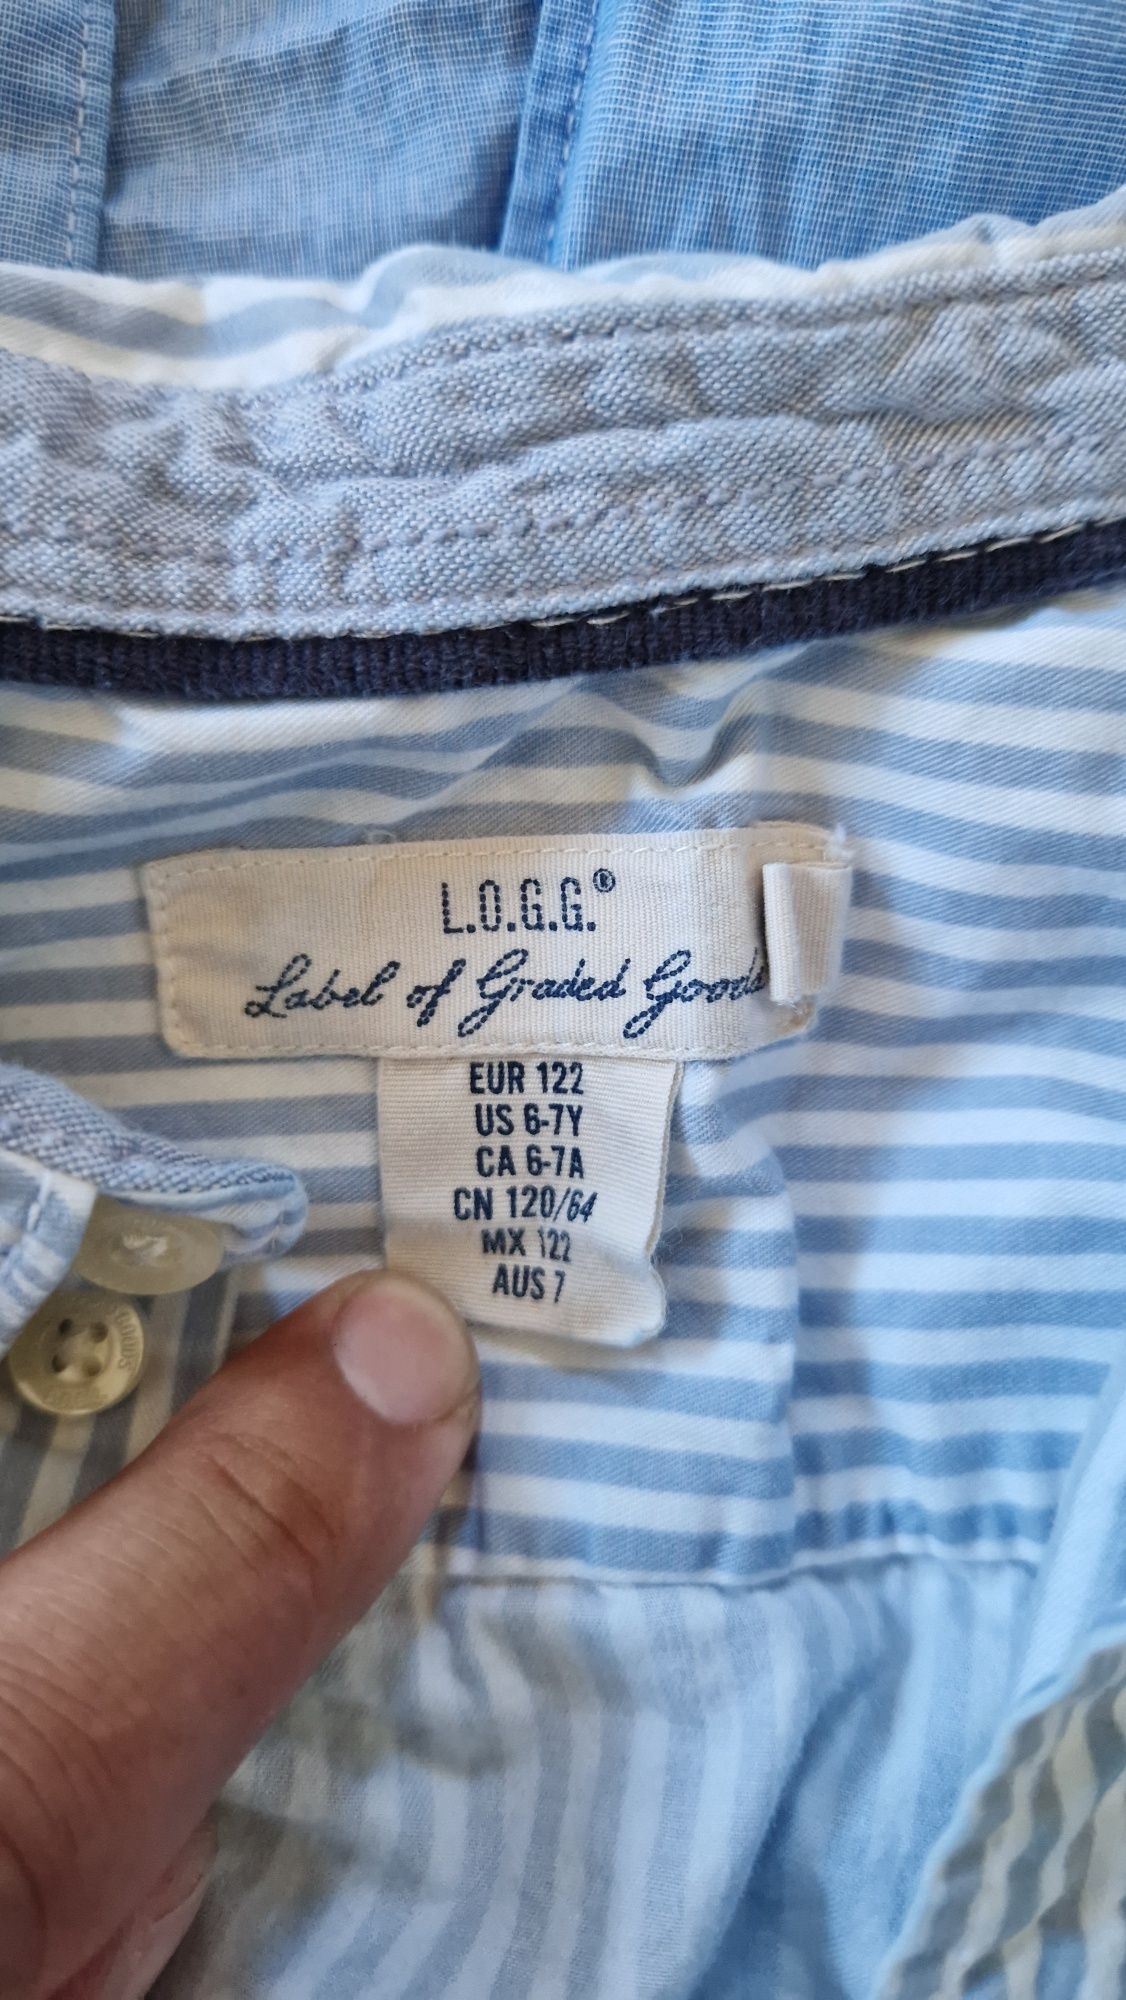 L.O.G.G.®
Label of Graded Goods
EUR 122
US 6-7Y
CA 6-7A
CN 120/64
MX 122
AUS 7